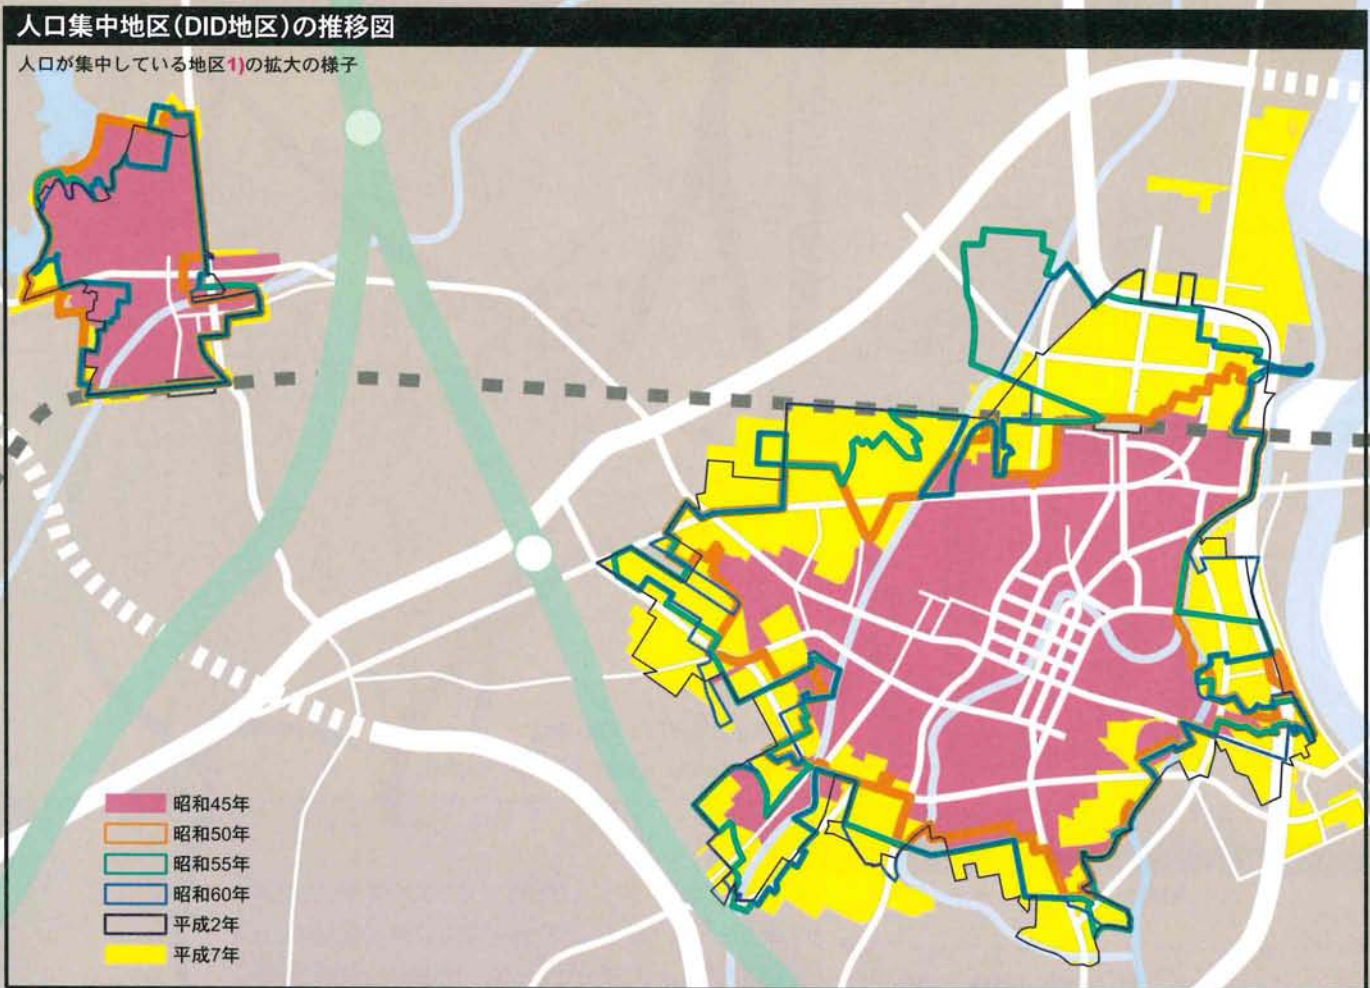 人口集中地区(DID地区)の推移図
人口が集中している地区1)の拡大の様子
昭和45年
昭和50年
昭和55年
昭和60年
平成2年
平成7年